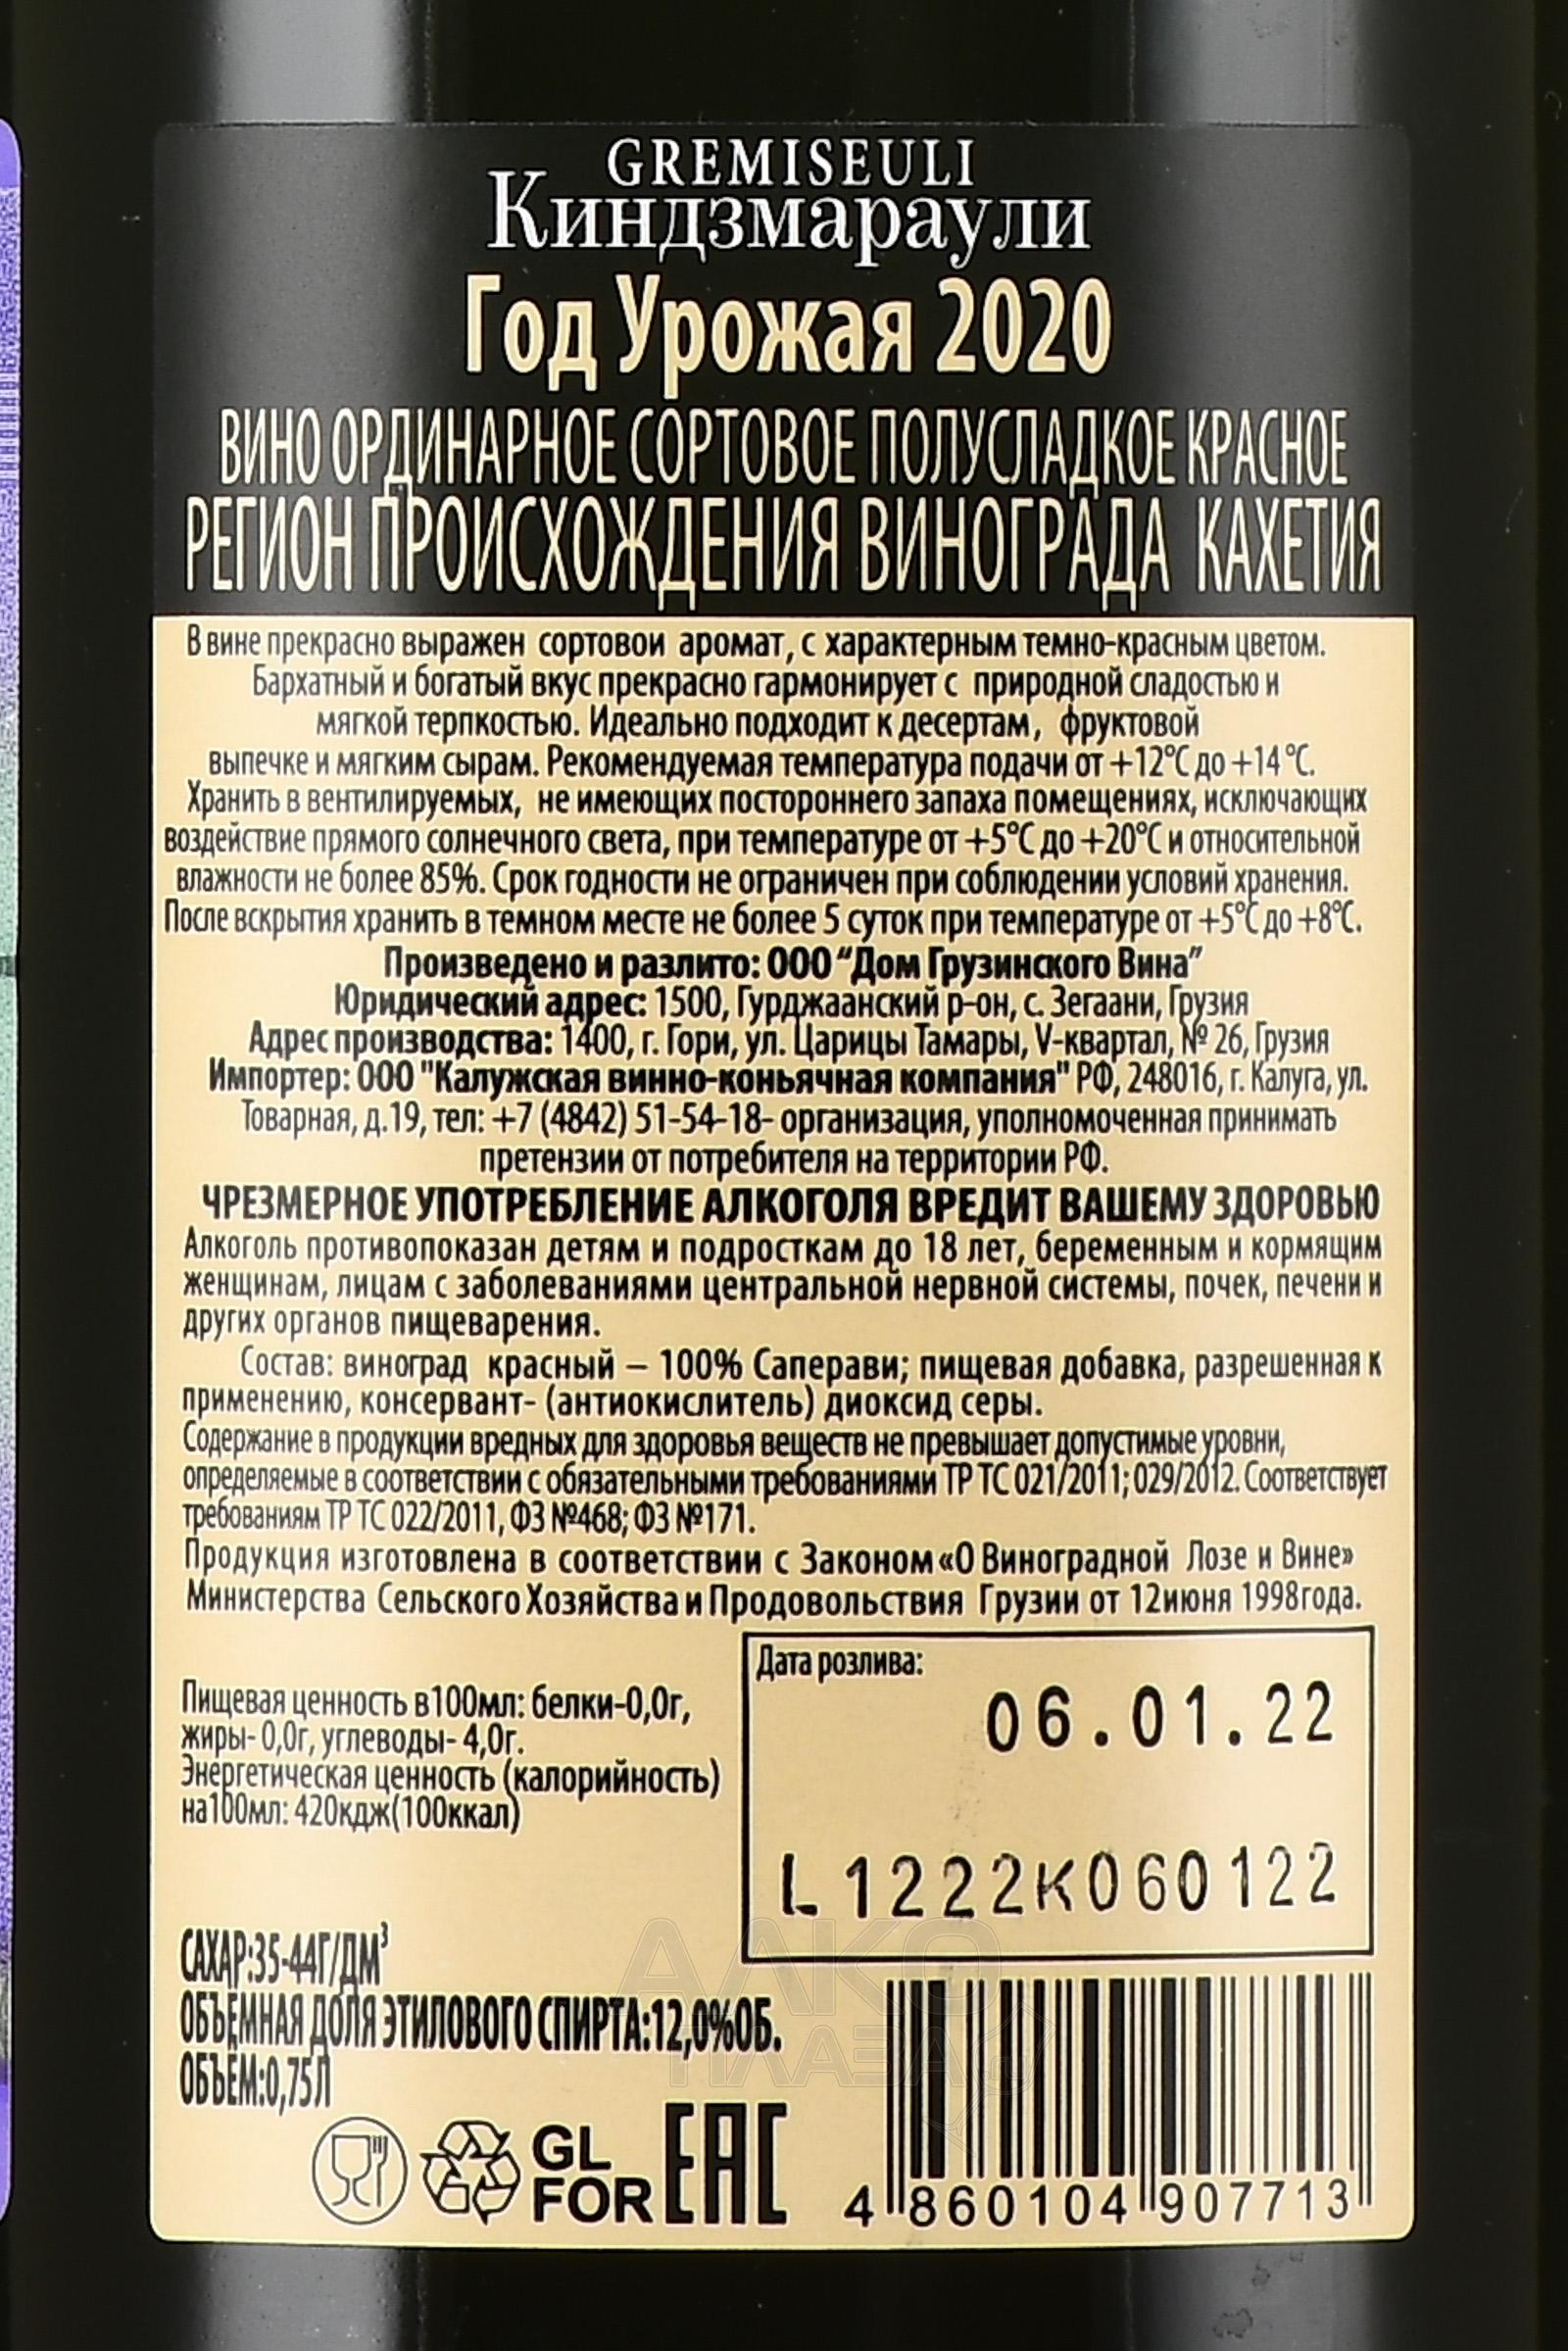 GREMISEULI
Киндзмараули
Год Урожая 2020
ВИНО ОРДИНАРНОЕ СОРТОВОЕ ПОЛУСЛАДКОЕ КРАСНОЕ
РЕГИОН ПРОИСХОЖДЕНИЯ ВИНОГРАДА КАХЕТИЯ
В вине прекрасно выражен сортовои аромат, с характерным темно-красным цветом.
Бархатный и богатый вкус прекрасно гармонирует с природной сладостью и
мягкой терпкостью. Идеально подходит к десертам, фруктовой
выпечке и мягким сырам. Рекомендуемая температура подачи от +12°C до +14°C.
Хранить в вентилируемых, не имеющих постороннего запаха помещениях, исключающих
воздействие прямого солнечного света, при температуре от +5°C до +20°C и относительной
влажности не более 85%. Срок годности не ограничен при соблюдении условий хранения.
После вскрытия хранить в темном месте не более 5 суток при температуре от +5°C до +8°C.
Произведено и разлито: ООО “Дом Грузинского Вина”
Юридический адрес: 1500, Гурджаанский р-он, с. Зегаани, Грузия
Адрес производства: 1400, г. Гори, ул. Царицы Тамары, V-квартал, № 26, Грузия
Импортер: ООО "Калужская винно-коньячная компания" РФ, 248016, г. Калуга, ул.
Товарная, д.19, тел: +7 (4842) 51-54-18- организация, уполномоченная принимать
претензии от потребителя на территории РФ.
ЧРЕЗМЕРНОЕ УПОТРЕБЛЕНИЕ АЛКОГОЛЯ ВРЕДИТ ВАШЕМУ ЗДОРОВЬЮ
Алкоголь противопоказан детям и подросткам до 18 лет, беременным и кормящим
женщинам, лицам с заболеваниями центральной нервной системы, почек, печени и
других органов пищеварения.
Состав: виноград красный – 100% Саперави; пищевая добавка, разрешенная к
применению, консервант- (антиокислитель) диоксид серы.
Содержание в продукции вредных для здоровья веществ не превышает допустимые уровни,
определяемые в соответствии с обязательными требованиями ТР ТС 021/2011; 029/2012. Соответствует
требованиям ТР ТС 022/2011, ФЗ №468; ФЗ №171.
Продукция изготовлена в соответствии с Законом «О Виноградной Лозе и Вине»
Министерства Сельского Хозяйства и Продовольствия Грузии от 12июня 1998года.
Дата розлива:
06.01.22
L1222K060122
Пищевая ценность в100мл: белки-0,0г,
жиры- 0,0г, углеводы- 4,0г.
Энергетическая ценность (калорийность)
на100мл: 420кдж(100ккал)
САХАР:35-44Г/ДМ³
ОБЪЕМНАЯ ДОЛЯ ЭТИЛОВОГО СПИРТА:12,0%ОБ.
ОБЪЁМ:0,75Л
АЛКО
ПЛАЗА
GL
FOR
EAC
4 860104 907713